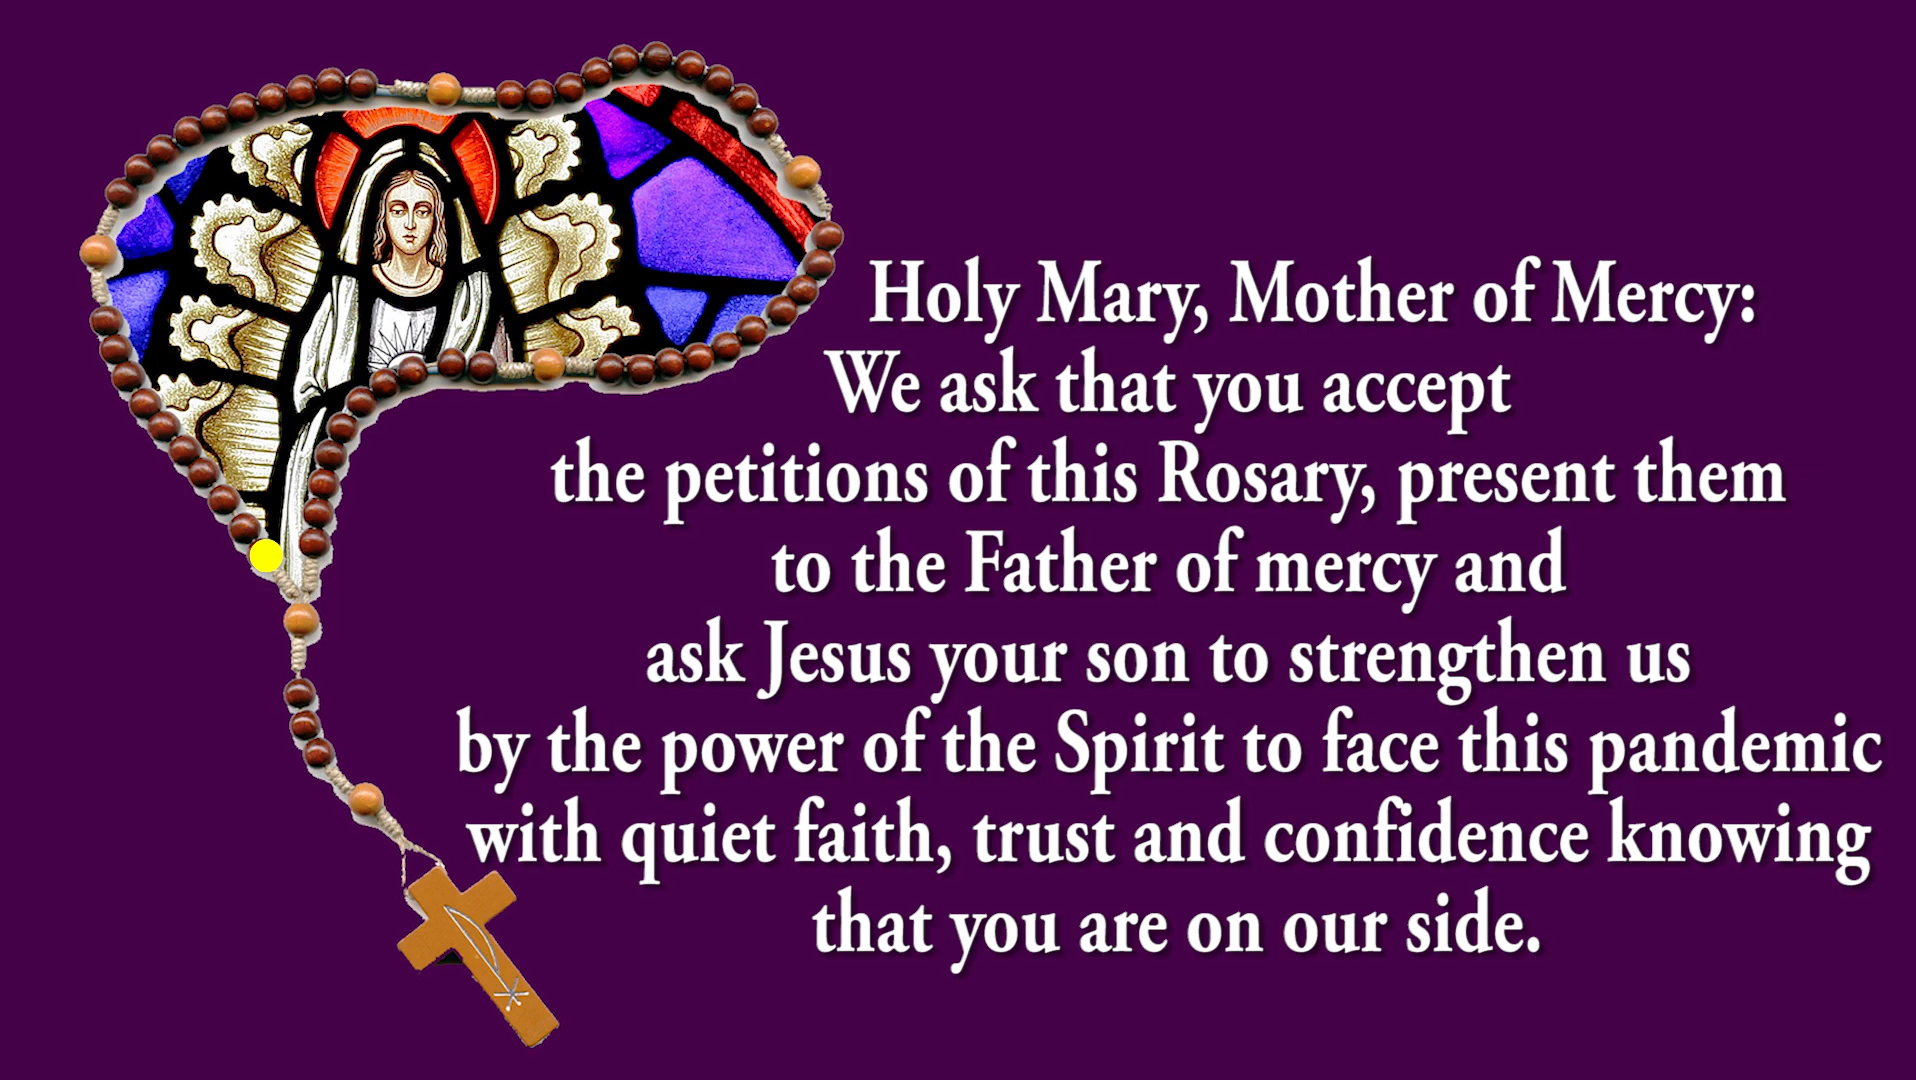 Holy Mary, Mother of Mercy:
We ask that you accept
the petitions of this Rosary, present them
to the Father of mercy and
ask Jesus your son to strengthen us
by the power of the Spirit to face this pandemic
with quiet faith, trust and confidence knowing
that you are on our side.